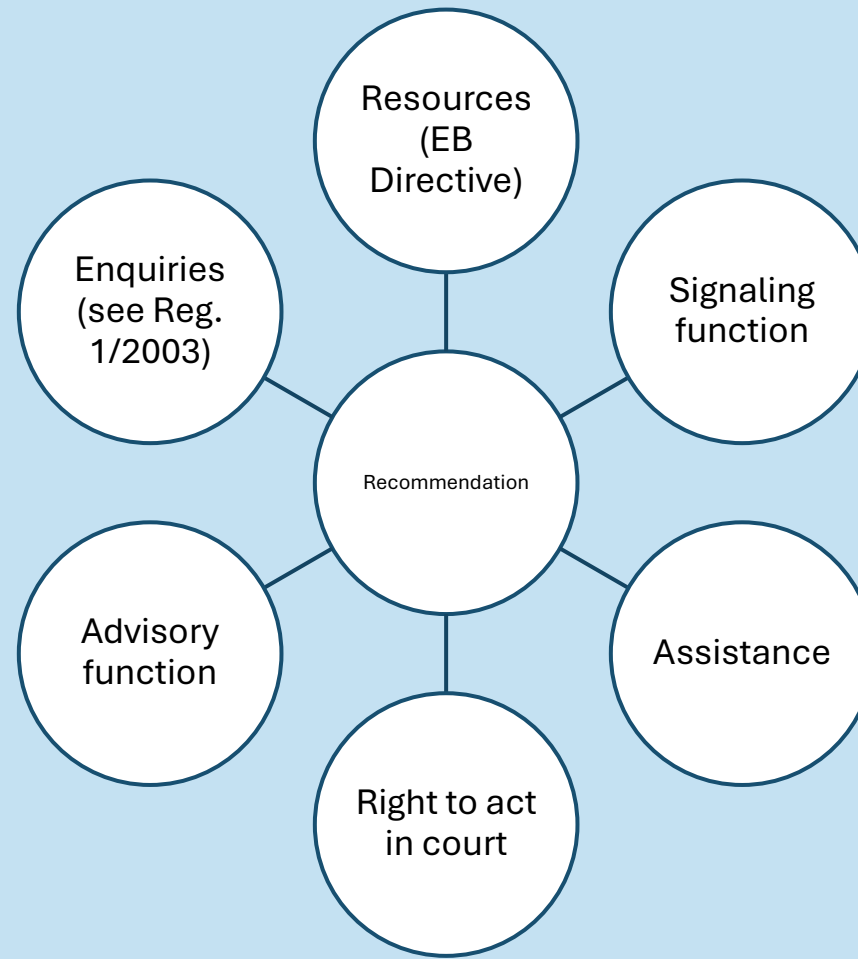 Resources
(EB
Directive)
Signaling
function
Assistance
Right to act
in court
Advisory
function
Enquiries
(see Reg.
1/2003)
Recommendation